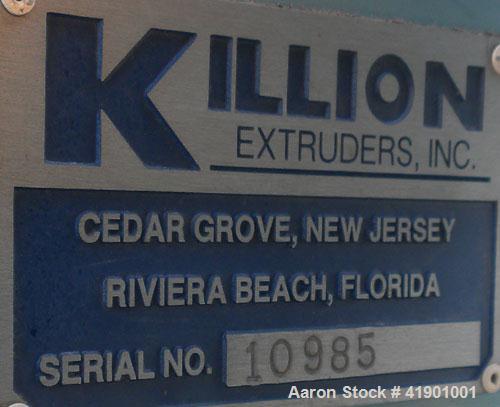 KILLION
EXTRUDERS, INC.
CEDAR GROVE, NEW JERSEY
RIVIERA BEACH, FLORIDA
SERIAL NO. 10985
Aaron Stock # 41901001